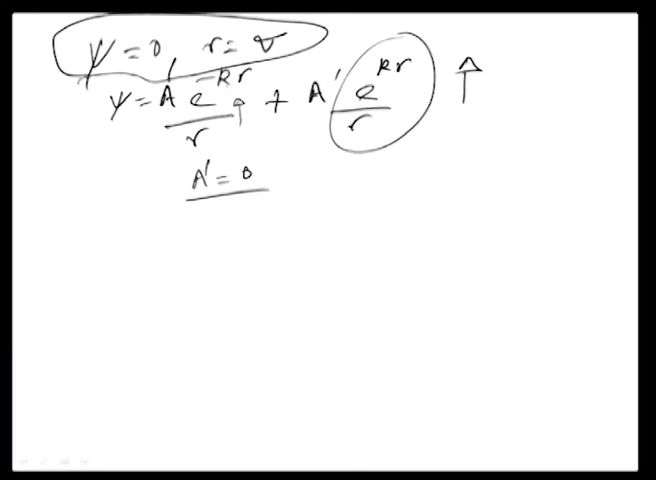 ψ = 0, r = ∞
ψ = A e^{-kr}/r + A' e^{kr}/r ↑
A' = 0